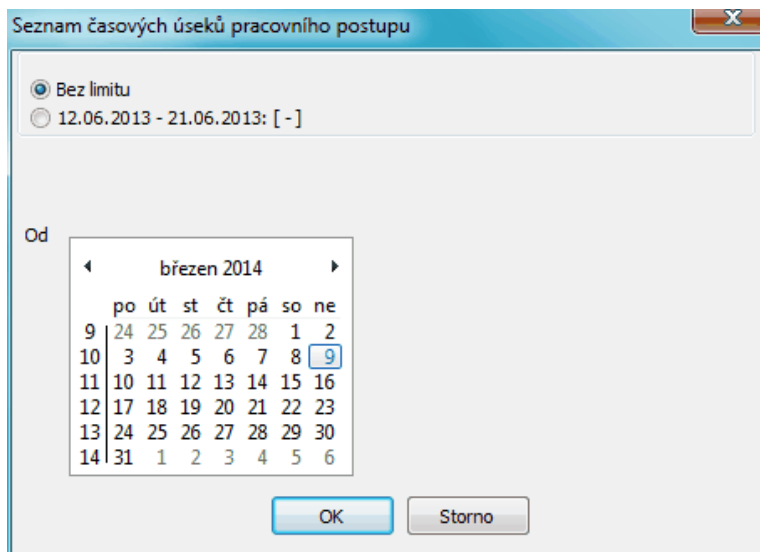 Seznam časových úseků pracovního postupu
x
Bez limitu
12.06.2013 - 21.06.2013: [ - ]
Od
březen 2014
po út st čt pá so ne
9 24 25 26 27 28 1 2
10 3 4 5 6 7 8 9
11 10 11 12 13 14 15 16
12 17 18 19 20 21 22 23
13 24 25 26 27 28 29 30
14 31 1 2 3 4 5 6
OK Storno